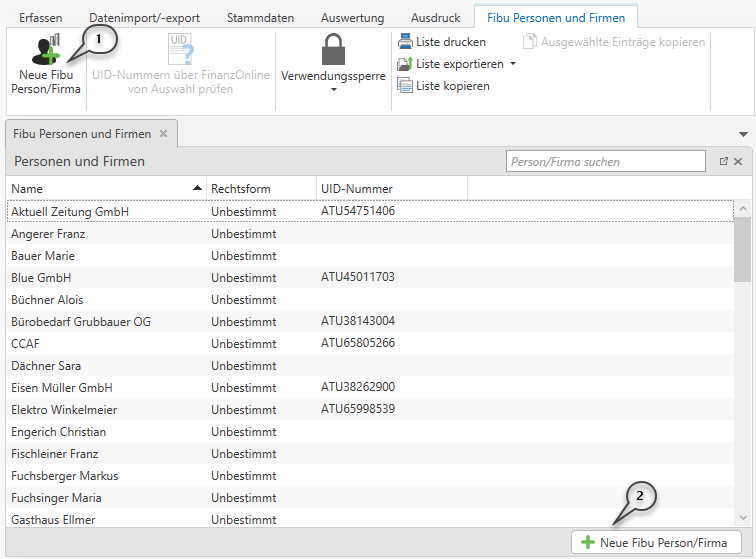 Erfassen Datenimport/-export Stammdaten Auswertung Ausdruck Fibu Personen und Firmen
1
Neue Fibu
Person/Firma
UID
?
UID-Nummern über FinanzOnline
von Auswahl prüfen
Verwendungssperre
Liste drucken
Liste exportieren
Liste kopieren
Ausgewählte Einträge kopieren
Fibu Personen und Firmen
Personen und Firmen
Person/Firma suchen
Name Rechtsform UID-Nummer
Aktuell Zeitung GmbH Unbestimmt ATU54751406
Angerer Franz Unbestimmt
Bauer Marie Unbestimmt
Blue GmbH Unbestimmt ATU45011703
Büchner Alois Unbestimmt
Bürobedarf Grubbauer OG Unbestimmt ATU38143004
CCAF Unbestimmt ATU65805266
Dächner Sara Unbestimmt
Eisen Müller GmbH Unbestimmt ATU38262900
Elektro Winkelmeier Unbestimmt ATU65998539
Engerich Christian Unbestimmt
Fischleiner Franz Unbestimmt
Fuchsberger Markus Unbestimmt
Fuchsinger Maria Unbestimmt
Gasthaus Ellmer Unbestimmt
2
Neue Fibu Person/Firma